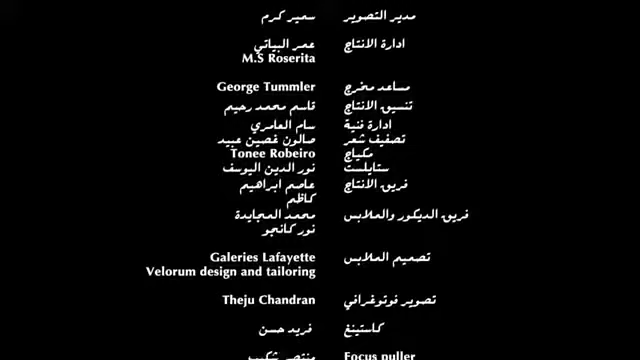 مدير التصوير سمير كرم
ادارة الانتاج عمر البياتي
M.S Roserita
مساعد مخرج George Tummler
تنسيق الانتاج قاسم محمد رحيم
ادارة فنية سام العامري
تصفيف شعر صالون غصين عبيد
مكياج Tonee Robeiro
ستايلست نور الدين اليوسف
فريق الانتاج عاصم ابراهيم
كاظم
فريق الديكور والملابس محمد المجايدة
نور كانجو
تصميم الملابس Galeries Lafayette
Velorum design and tailoring
تصوير فوتوغرافي Theju Chandran
كاستينغ فريد حسن
Focus puller منتصر شكيب